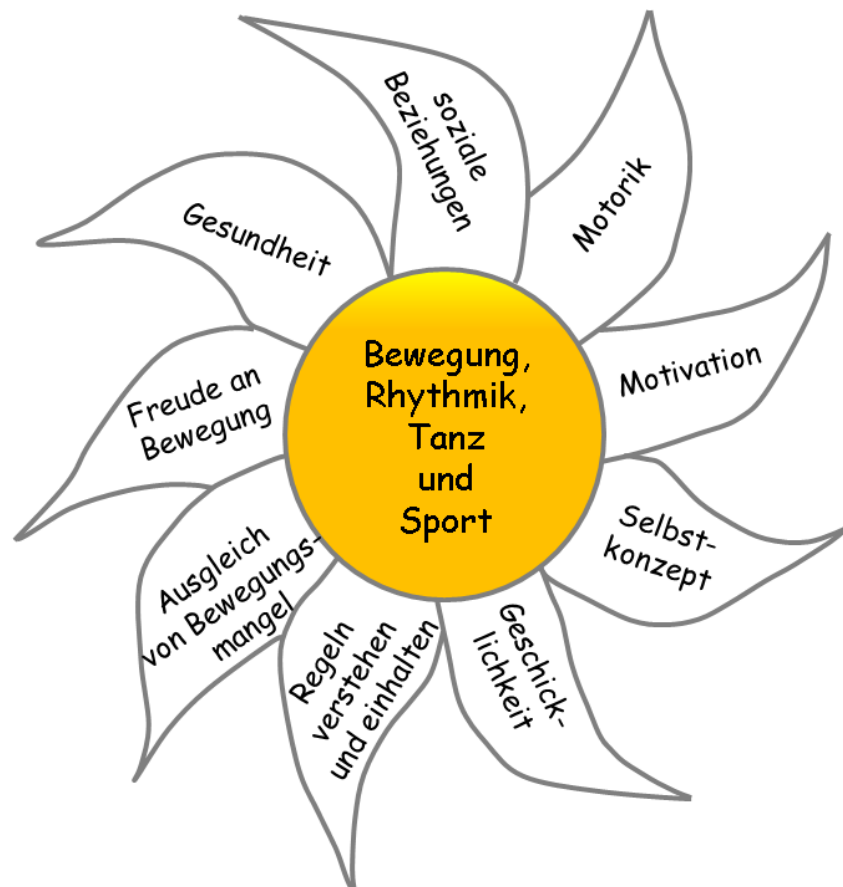 Bewegung,
Rhythmik,
Tanz
und
Sport
soziale
Beziehungen
Motorik
Motivation
Selbst-
konzept
Geschick-
lichkeit
Regeln
verstehen
und einhalten
Ausgleich
von Bewegungs-
mangel
Freude an
Bewegung
Gesundheit